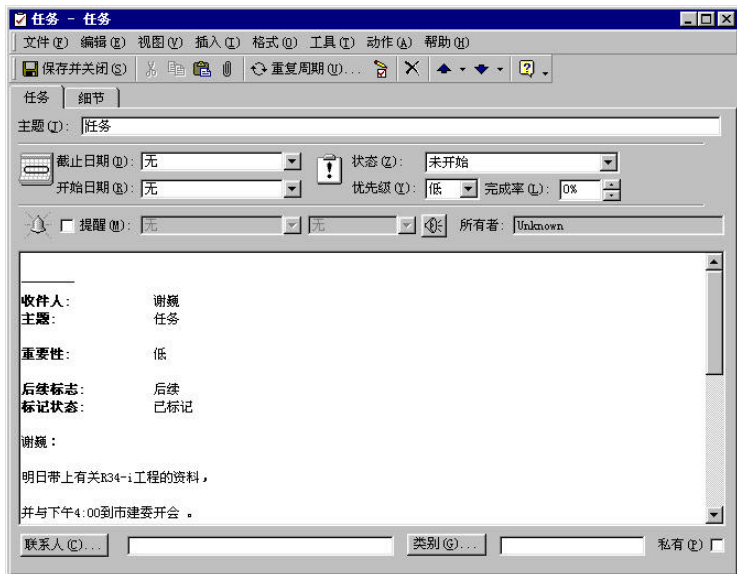 任务 - 任务
文件(F) 编辑(E) 视图(V) 插入(I) 格式(O) 工具(T) 动作(A) 帮助(H)
保存并关闭(S) 重复周期(U)...
任务 细节
主题(J): 任务
截止日期(D): 无 状态(Z): 未开始
开始日期(R): 无 优先级(Y): 低 完成率(L): 0%
提醒(M): 无 无 所有者: Unknown
收件人: 谢巍
主题: 任务
重要性: 低
后续标志: 后续
标记状态: 已标记
谢巍：
明日带上有关R34-i工程的资料，
并与下午4:00到市建委开会 。
联系人(C)... 类别(G)... 私有(P)